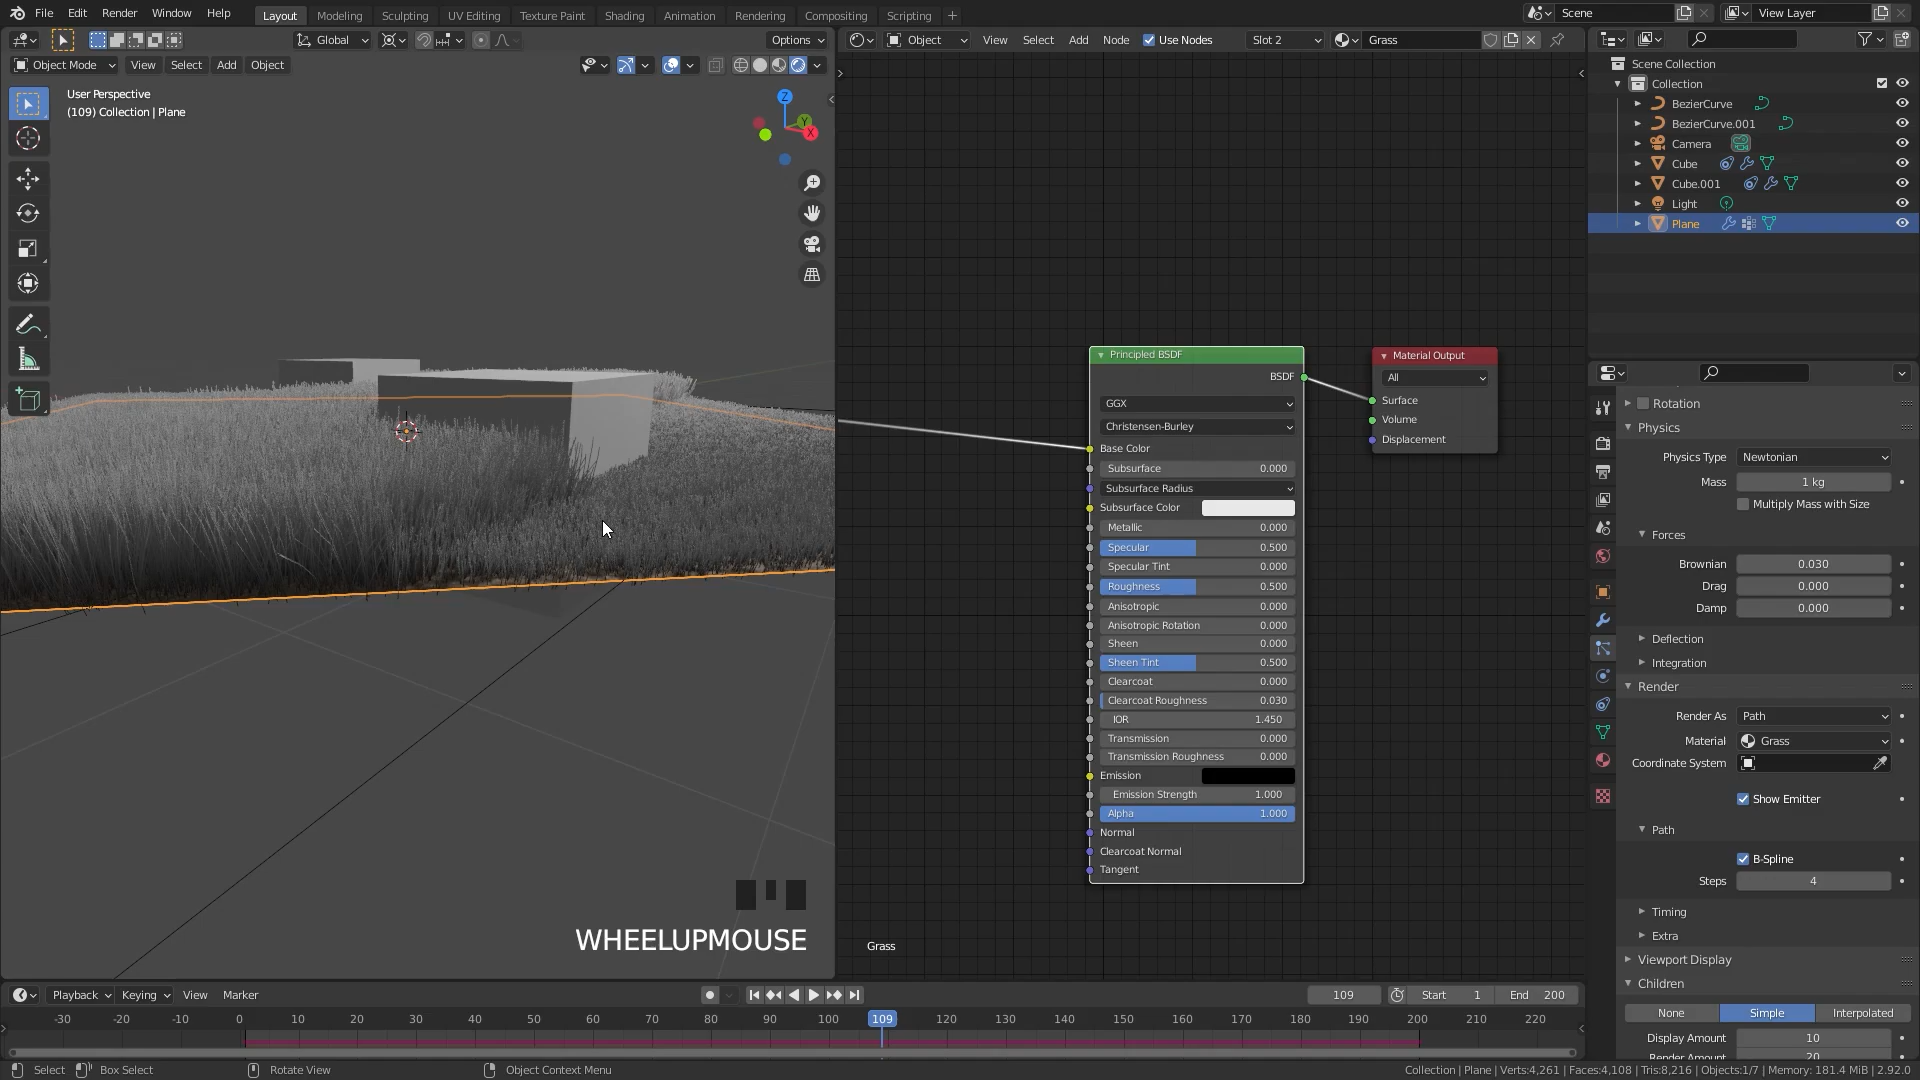 File Edit Render Window Help Layout Modeling Sculpting UV Editing Texture Paint Shading Animation Rendering Compositing Scripting + Scene View Layer
Global Options
Object Mode View Select Add Object
User Perspective
(109) Collection | Plane
Z
Y
X
WHEELUPMOUSE
Object View Select Add Node Use Nodes Slot 2 Grass
Principled BSDF
BSDF
GGX
Christensen-Burley
Base Color
Subsurface 0.000
Subsurface Radius
Subsurface Color
Metallic 0.000
Specular 0.500
Specular Tint 0.000
Roughness 0.500
Anisotropic 0.000
Anisotropic Rotation 0.000
Sheen 0.000
Sheen Tint 0.500
Clearcoat 0.000
Clearcoat Roughness 0.030
IOR 1.450
Transmission 0.000
Transmission Roughness 0.000
Emission
Emission Strength 1.000
Alpha 1.000
Normal
Clearcoat Normal
Tangent
Material Output
All
Surface
Volume
Displacement
Grass
Scene Collection
Collection
BezierCurve
BezierCurve.001
Camera
Cube
Cube.001
Light
Plane
Rotation
Physics
Physics Type Newtonian
Mass 1 kg
Multiply Mass with Size
Forces
Brownian 0.030
Drag 0.000
Damp 0.000
Deflection
Integration
Render
Render As Path
Material Grass
Coordinate System
Show Emitter
Path
B-Spline
Steps 4
Timing
Extra
Viewport Display
Children
None Simple Interpolated
Display Amount 10
Render Amount 20
Playback Keying View Marker 109 Start 1 End 200
-30 -20 -10 0 10 20 30 40 50 60 70 80 90 100 109 120 130 140 150 160 170 180 190 200 210 220
Select Box Select Rotate View Object Context Menu Collection | Plane | Verts:4,261 | Faces:4,108 | Tris:8,216 | Objects:1/7 | Memory: 181.4 MiB | 2.92.0